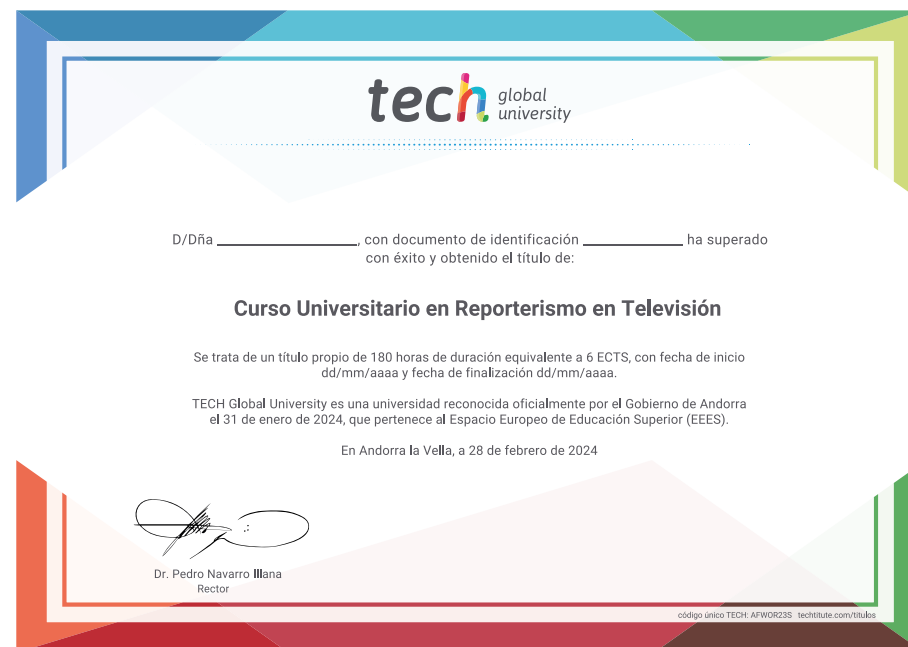 tech global
university
D/Dña ______________, con documento de identificación __________ ha superado
con éxito y obtenido el título de:
Curso Universitario en Reporterismo en Televisión
Se trata de un título propio de 180 horas de duración equivalente a 6 ECTS, con fecha de inicio
dd/mm/aaaa y fecha de finalización dd/mm/aaaa.
TECH Global University es una universidad reconocida oficialmente por el Gobierno de Andorra
el 31 de enero de 2024, que pertenece al Espacio Europeo de Educación Superior (EEES).
En Andorra la Vella, a 28 de febrero de 2024
Dr. Pedro Navarro Illana
Rector
código único TECH: AFWOR23S techtitute.com/titulos